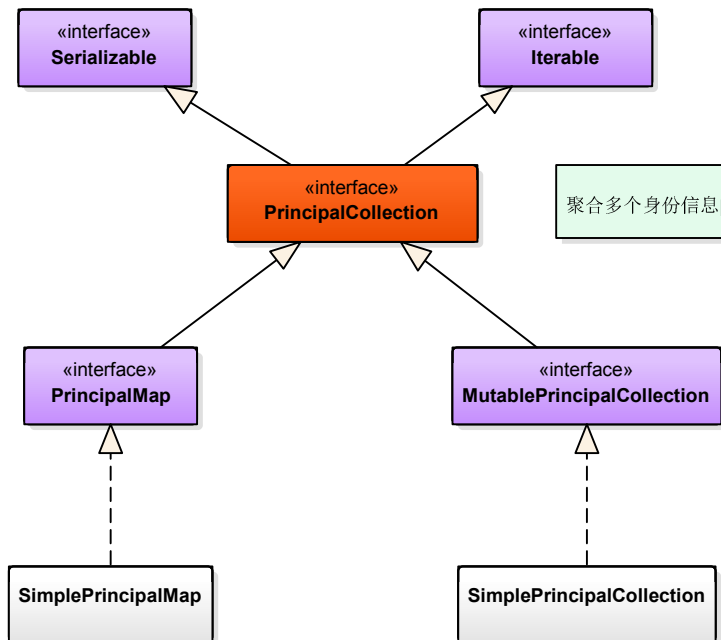 «interface»
Serializable
«interface»
Iterable
«interface»
PrincipalCollection
聚合多个身份信息
«interface»
PrincipalMap
«interface»
MutablePrincipalCollection
SimplePrincipalMap
SimplePrincipalCollection